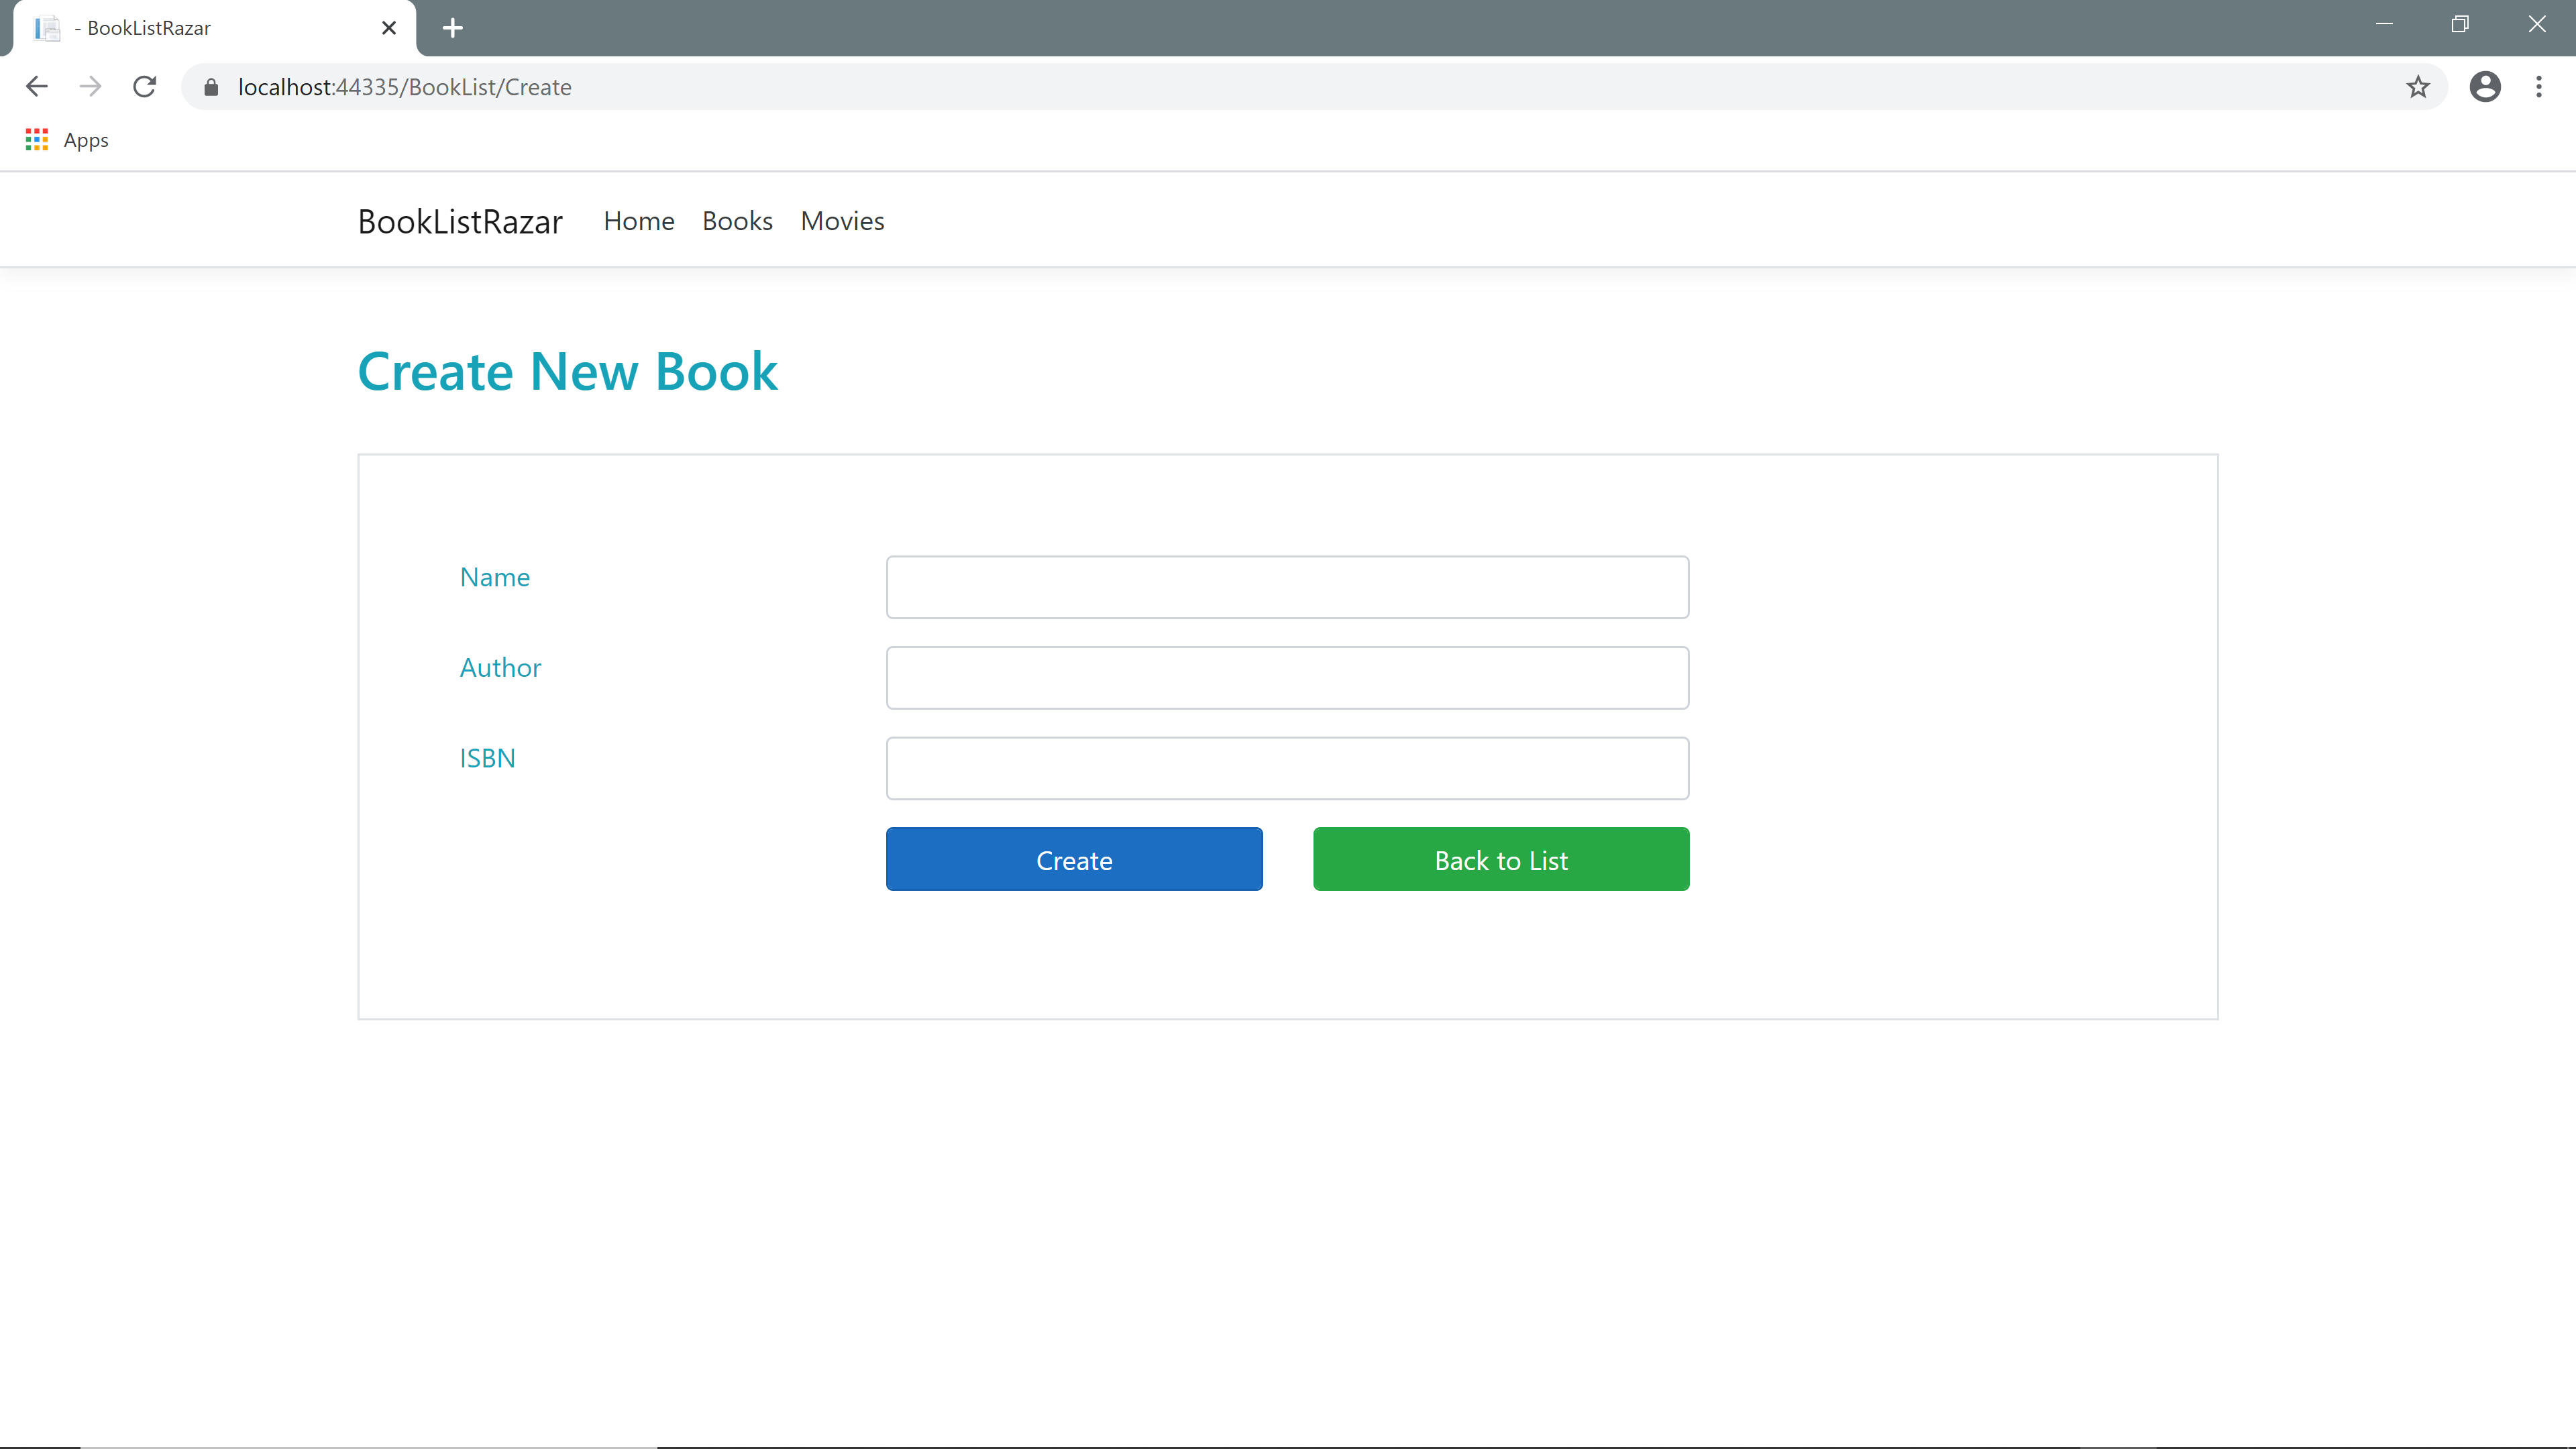 - BookListRazar
localhost:44335/BookList/Create
Apps
BookListRazar Home Books Movies
Create New Book
Name
Author
ISBN
Create Back to List